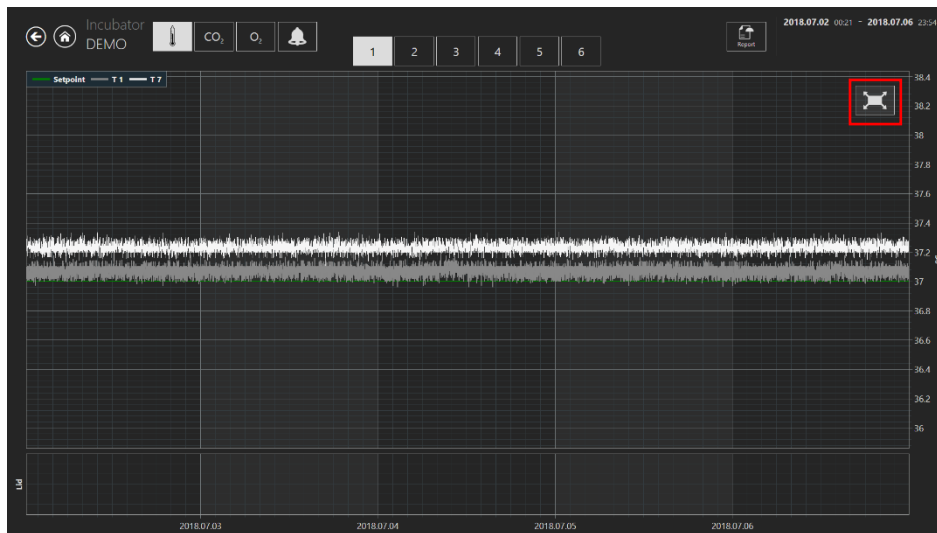 Incubator
DEMO
CO₂
O₂
1 2 3 4 5 6
Report
2018.07.02 00:21 - 2018.07.06 23:54
Setpoint T 1 T 7
38.4
38.2
38
37.8
37.6
37.4
37.2
37
36.8
36.6
36.4
36.2
36
Lid
2018.07.03 2018.07.04 2018.07.05 2018.07.06